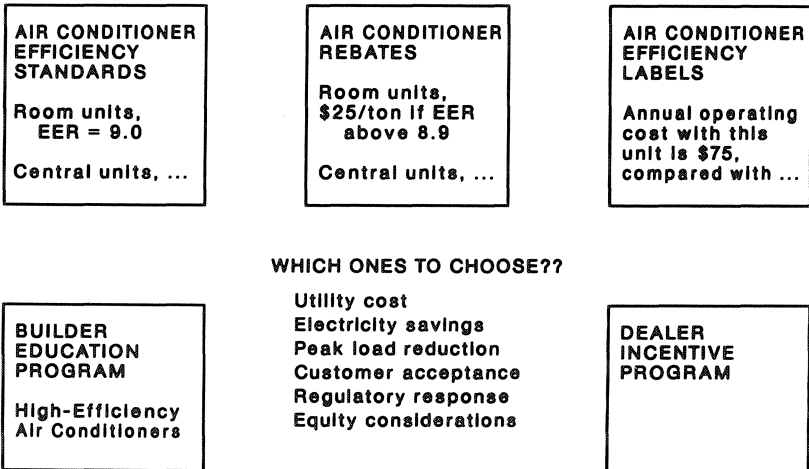 AIR CONDITIONER
EFFICIENCY
STANDARDS
Room units,
EER = 9.0
Central units, ...
AIR CONDITIONER
REBATES
Room units,
$25/ton if EER
above 8.9
Central units, ...
AIR CONDITIONER
EFFICIENCY
LABELS
Annual operating
cost with this
unit is $75,
compared with ...
WHICH ONES TO CHOOSE??
Utility cost
Electricity savings
Peak load reduction
Customer acceptance
Regulatory response
Equity considerations
BUILDER
EDUCATION
PROGRAM
High-Efficiency
Air Conditioners
DEALER
INCENTIVE
PROGRAM